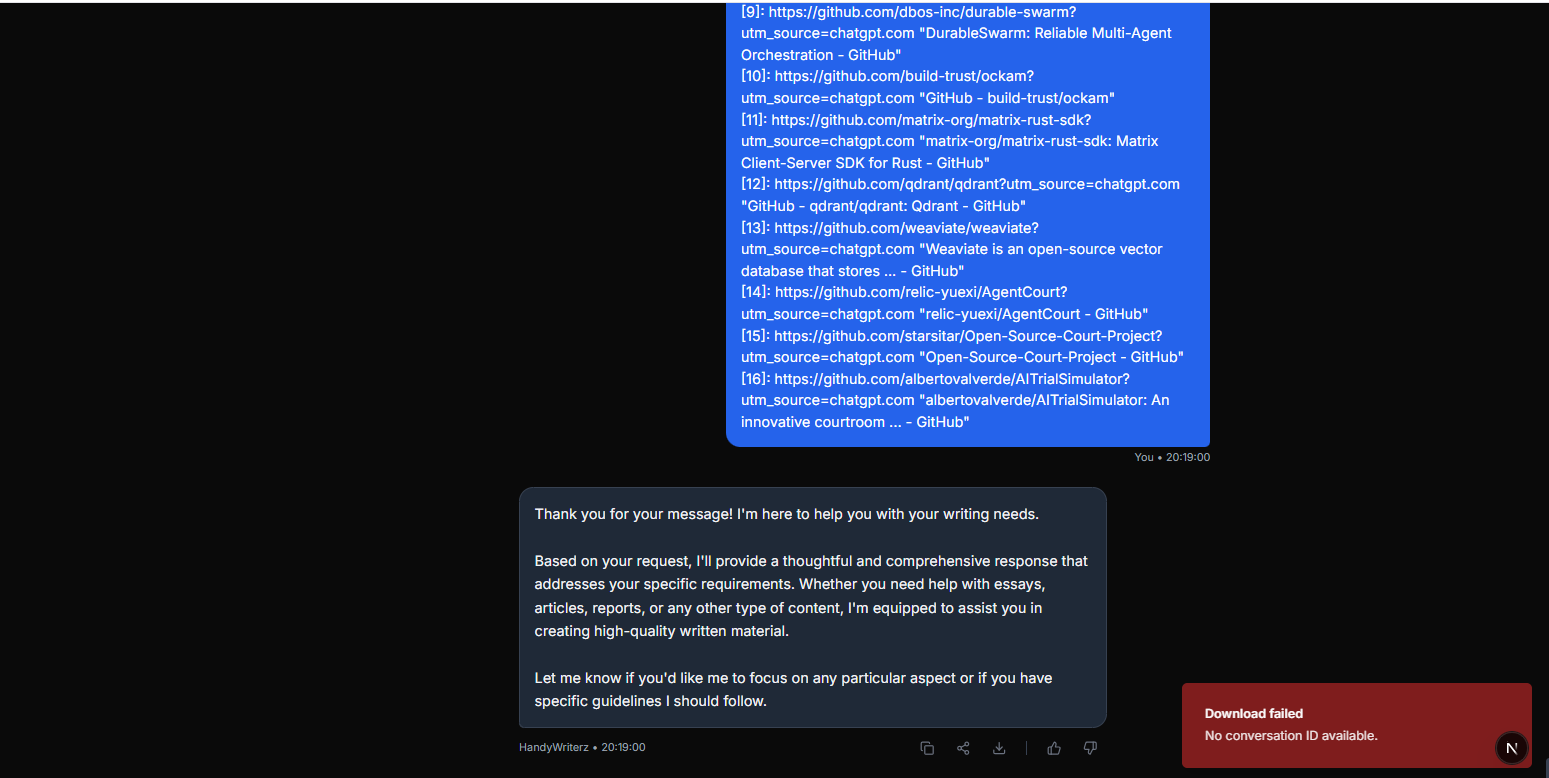 [9]: https://github.com/dbos-inc/durable-swarm?
utm_source=chatgpt.com "DurableSwarm: Reliable Multi-Agent
Orchestration - GitHub"
[10]: https://github.com/build-trust/ockam?
utm_source=chatgpt.com "GitHub - build-trust/ockam"
[11]: https://github.com/matrix-org/matrix-rust-sdk?
utm_source=chatgpt.com "matrix-org/matrix-rust-sdk: Matrix
Client-Server SDK for Rust - GitHub"
[12]: https://github.com/qdrant/qdrant?utm_source=chatgpt.com
"GitHub - qdrant/qdrant: Qdrant - GitHub"
[13]: https://github.com/weaviate/weaviate?
utm_source=chatgpt.com "Weaviate is an open-source vector
database that stores ... - GitHub"
[14]: https://github.com/relic-yuexi/AgentCourt?
utm_source=chatgpt.com "relic-yuexi/AgentCourt - GitHub"
[15]: https://github.com/starsitar/Open-Source-Court-Project?
utm_source=chatgpt.com "Open-Source-Court-Project - GitHub"
[16]: https://github.com/albertovalverde/AITrialSimulator?
utm_source=chatgpt.com "albertovalverde/AITrialSimulator: An
innovative courtroom ... - GitHub"
You • 20:19:00
Thank you for your message! I'm here to help you with your writing needs.
Based on your request, I'll provide a thoughtful and comprehensive response that
addresses your specific requirements. Whether you need help with essays,
articles, reports, or any other type of content, I'm equipped to assist you in
creating high-quality written material.
Let me know if you'd like me to focus on any particular aspect or if you have
specific guidelines I should follow.
HandyWriterz • 20:19:00
Download failed
No conversation ID available.
N